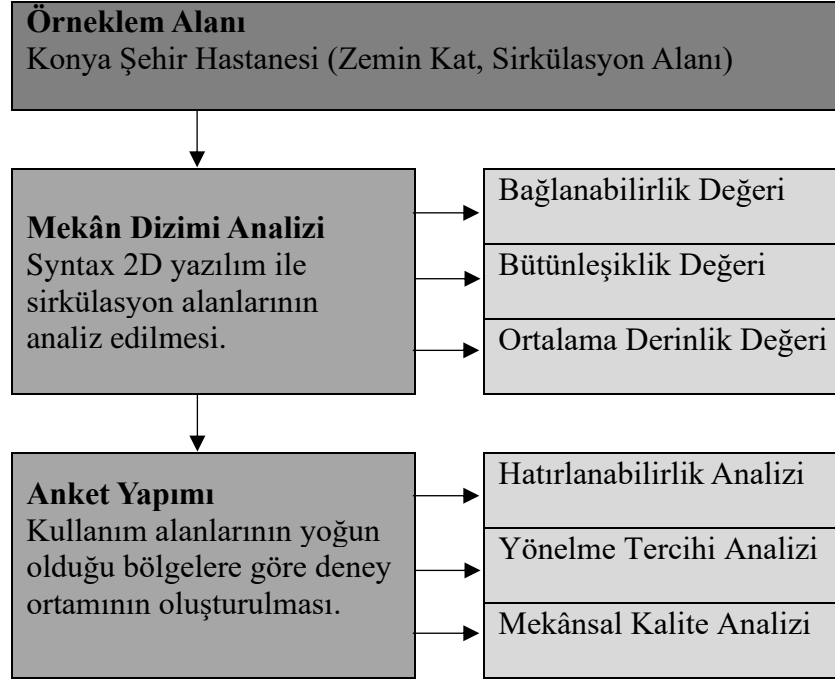 Örneklem Alanı
Konya Şehir Hastanesi (Zemin Kat, Sirkülasyon Alanı)
Mekân Dizimi Analizi
Syntax 2D yazılım ile
sirkülasyon alanlarının
analiz edilmesi.
Bağlanabilirlik Değeri
Bütünleşiklik Değeri
Ortalama Derinlik Değeri
Anket Yapımı
Kullanım alanlarının yoğun
olduğu bölgelere göre deney
ortamının oluşturulması.
Hatırlanabilirlik Analizi
Yönelme Tercihi Analizi
Mekânsal Kalite Analizi